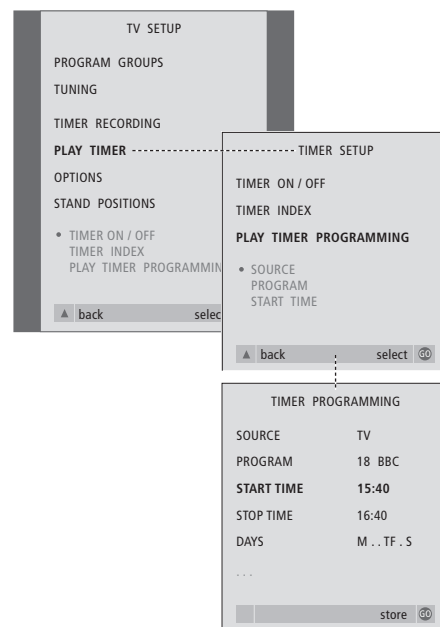 TV SETUP
PROGRAM GROUPS
TUNING
TIMER RECORDING
PLAY TIMER
OPTIONS
STAND POSITIONS
• TIMER ON / OFF
TIMER INDEX
PLAY TIMER PROGRAMMIN
▲ back selec
TIMER SETUP
TIMER ON / OFF
TIMER INDEX
PLAY TIMER PROGRAMMING
• SOURCE
PROGRAM
START TIME
▲ back select GO
TIMER PROGRAMMING
SOURCE TV
PROGRAM 18 BBC
START TIME 15:40
STOP TIME 16:40
DAYS M . . TF . S
. . .
store GO